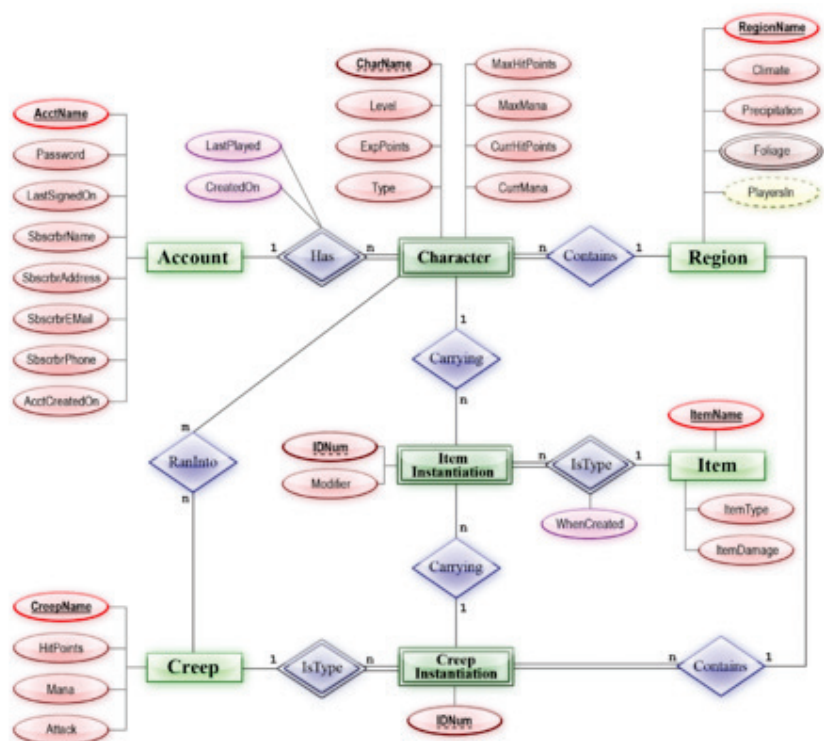 RegionName
CharName
MaxHitPoints
Climate
AcctName
Level
MaxMana
Precipitation
Password
LastPlayed
ExpPoints
CurrHitPoints
Foliage
LastSignedOn
CreatedOn
Type
CurrMana
PlayersIn
SbscrbrName
Account
1
Has
n
Character
n
Contains
1
Region
SbscrbrAddress
SbscrbrEMail
1
SbscrbrPhone
Carrying
AcctCreatedOn
n
ItemName
m
IDNum
RanInto
Item
Instantiation
n
IsType
1
Item
n
Modifier
WhenCreated
ItemType
n
ItemDamage
Carrying
CreepName
1
HitPoints
Creep
1
IsType
n
Creep
Instantiation
n
Contains
1
Mana
Attack
IDNum